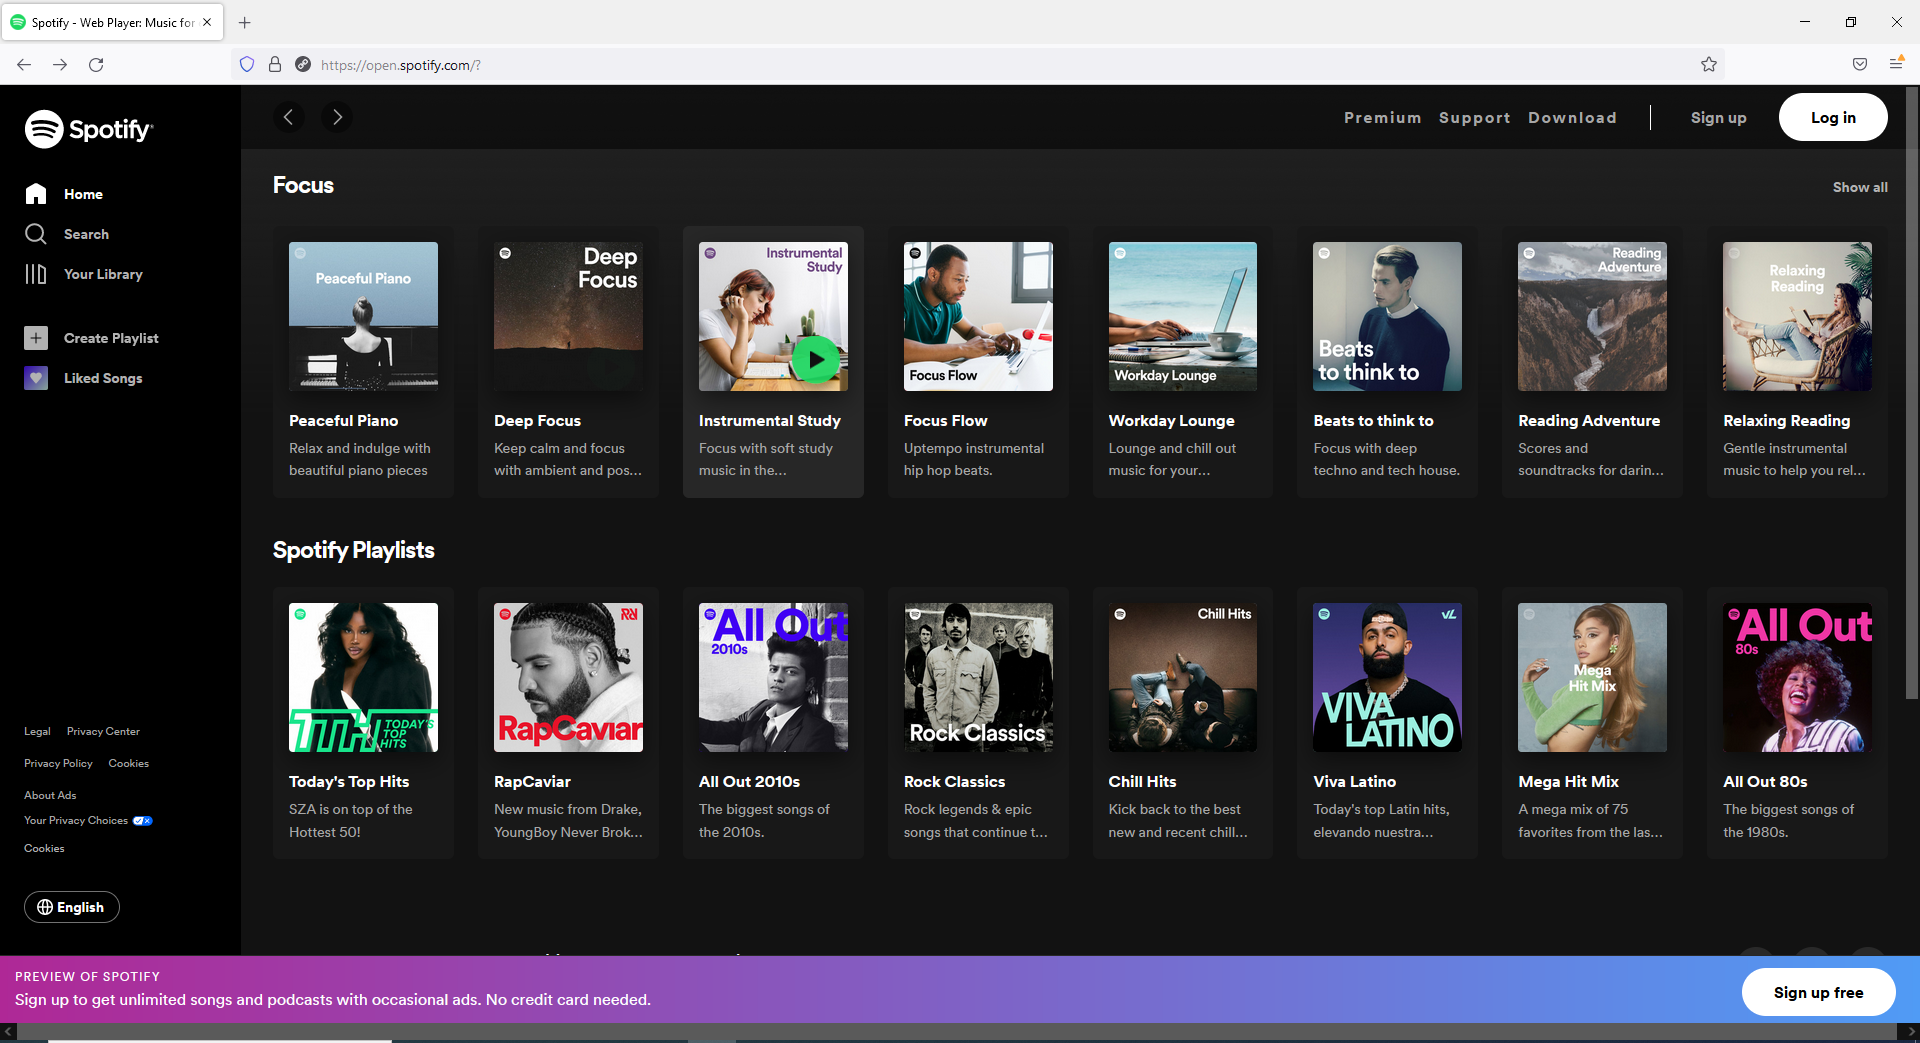 Spotify - Web Player: Music for
https://open.spotify.com/?
Spotify
Premium
Support
Download
Sign up
Log in
Home
Search
Your Library
Create Playlist
Liked Songs
Focus
Show all
Peaceful Piano
Deep
Focus
Instrumental
Study
Focus Flow
Workday Lounge
Beats
to think to
Reading
Adventure
Relaxing
Reading
Peaceful Piano
Relax and indulge with
beautiful piano pieces
Deep Focus
Keep calm and focus
with ambient and pos...
Instrumental Study
Focus with soft study
music in the...
Focus Flow
Uptempo instrumental
hip hop beats.
Workday Lounge
Lounge and chill out
music for your...
Beats to think to
Focus with deep
techno and tech house.
Reading Adventure
Scores and
soundtracks for darin...
Relaxing Reading
Gentle instrumental
music to help you rel...
Spotify Playlists
TTH TODAY'S
TOP
HITS
RapCaviar
All Out
2010s
Rock Classics
Chill Hits
VL
VIVA
LATINO
Mega
Hit Mix
All Out
80s
Today's Top Hits
SZA is on top of the
Hottest 50!
RapCaviar
New music from Drake,
YoungBoy Never Brok...
All Out 2010s
The biggest songs of
the 2010s.
Rock Classics
Rock legends & epic
songs that continue t...
Chill Hits
Kick back to the best
new and recent chill...
Viva Latino
Today's top Latin hits,
elevando nuestra...
Mega Hit Mix
A mega mix of 75
favorites from the las...
All Out 80s
The biggest songs of
the 1980s.
Legal
Privacy Center
Privacy Policy
Cookies
About Ads
Your Privacy Choices
Cookies
English
PREVIEW OF SPOTIFY
Sign up to get unlimited songs and podcasts with occasional ads. No credit card needed.
Sign up free